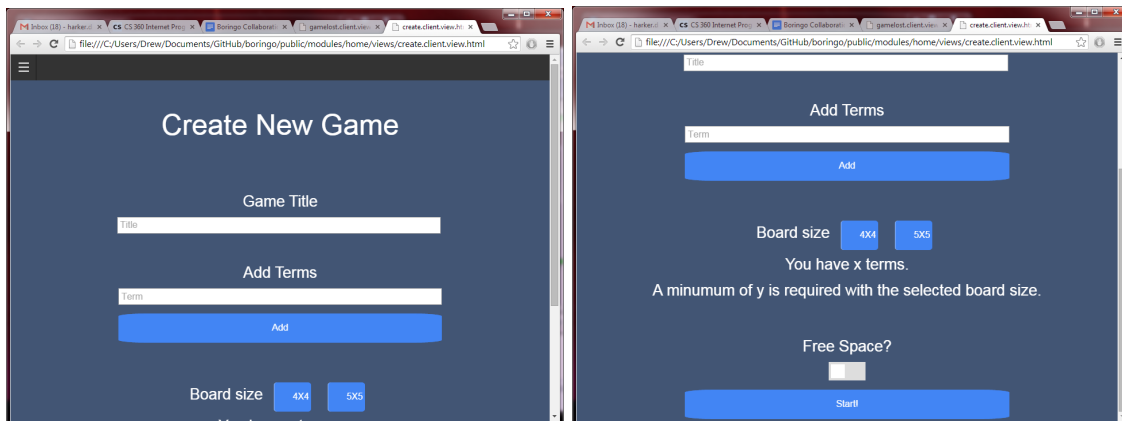 Inbox (18) - harker.d
CS 360 Internet Prog
Boringo Collaboratio
gamelost.client.view.
create.client.view.ht
file:///C:/Users/Drew/Documents/GitHub/boringo/public/modules/home/views/create.client.view.html
Create New Game
Game Title
Title
Add Terms
Term
Add
Board size 4X4 5X5
Inbox (18) - harker.d
CS 360 Internet Prog
Boringo Collaboratio
gamelost.client.view.
create.client.view.ht
file:///C:/Users/Drew/Documents/GitHub/boringo/public/modules/home/views/create.client.view.html
Title
Add Terms
Term
Add
Board size 4X4 5X5
You have x terms.
A minumum of y is required with the selected board size.
Free Space?
Start!